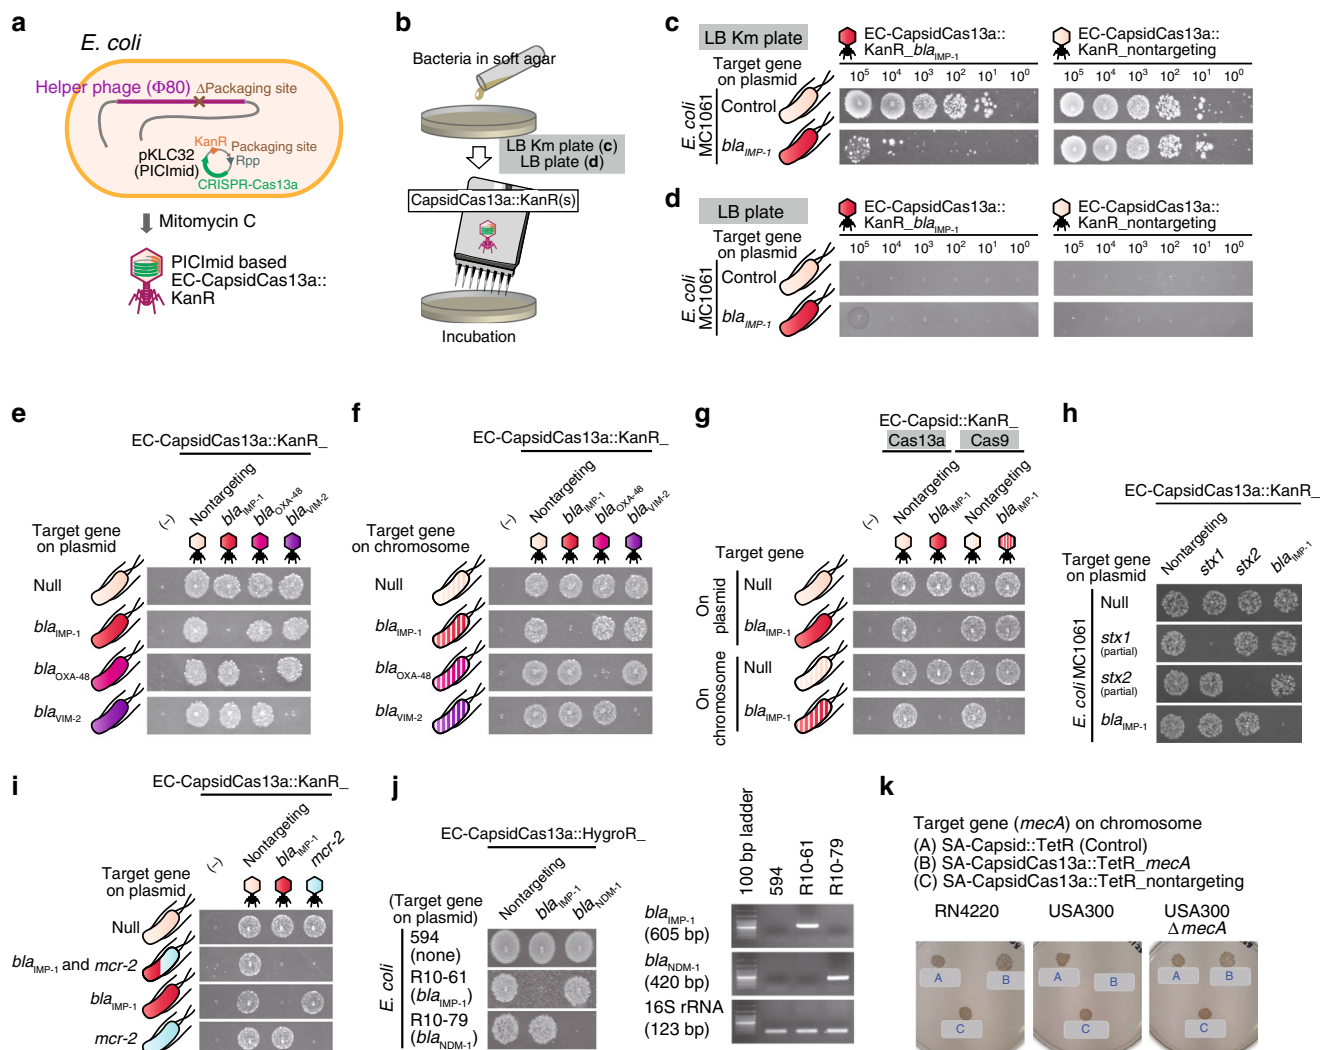 a
E. coli
Helper phage (Φ80)
ΔPackaging site
KanR
Packaging site
pKLC32
(PICImid)
Rpp
CRISPR-Cas13a
Mitomycin C
PICImid based
EC-CapsidCas13a::
KanR
b
Bacteria in soft agar
LB Km plate (c)
LB plate (d)
CapsidCas13a::KanR(s)
Incubation
c
LB Km plate
EC-CapsidCas13a::
KanR_blaIMP-1
EC-CapsidCas13a::
KanR_nontargeting
Target gene
on plasmid
10⁵ 10⁴ 10³ 10² 10¹ 10⁰
10⁵ 10⁴ 10³ 10² 10¹ 10⁰
E. coli
MC1061
Control
blaIMP-1
d
LB plate
EC-CapsidCas13a::
KanR_blaIMP-1
EC-CapsidCas13a::
KanR_nontargeting
Target gene
on plasmid
10⁵ 10⁴ 10³ 10² 10¹ 10⁰
10⁵ 10⁴ 10³ 10² 10¹ 10⁰
E. coli
MC1061
Control
blaIMP-1
e
EC-CapsidCas13a::KanR_
(−)
Nontargeting
blaIMP-1
blaOXA-48
blaVIM-2
Target gene
on plasmid
Null
blaIMP-1
blaOXA-48
blaVIM-2
f
EC-CapsidCas13a::KanR_
(−)
Nontargeting
blaIMP-1
blaOXA-48
blaVIM-2
Target gene
on chromosome
Null
blaIMP-1
blaOXA-48
blaVIM-2
g
EC-Capsid::KanR_
Cas13a
Cas9
(−)
Nontargeting
blaIMP-1
Nontargeting
blaIMP-1
Target gene
On
plasmid
Null
blaIMP-1
On
chromosome
Null
blaIMP-1
h
EC-CapsidCas13a::KanR_
Nontargeting
stx1
stx2
blaIMP-1
Target gene
on plasmid
E. coli MC1061
Null
stx1
(partial)
stx2
(partial)
blaIMP-1
i
EC-CapsidCas13a::KanR_
(−)
Nontargeting
blaIMP-1
mcr-2
Target gene
on plasmid
Null
blaIMP-1 and mcr-2
blaIMP-1
mcr-2
j
EC-CapsidCas13a::HygroR_
Nontargeting
blaIMP-1
blaNDM-1
(Target gene
on plasmid)
E. coli
594
(none)
R10-61
(blaIMP-1)
R10-79
(blaNDM-1)
100 bp ladder
594
R10-61
R10-79
blaIMP-1
(605 bp)
blaNDM-1
(420 bp)
16S rRNA
(123 bp)
k
Target gene (mecA) on chromosome
(A) SA-Capsid::TetR (Control)
(B) SA-CapsidCas13a::TetR_mecA
(C) SA-CapsidCas13a::TetR_nontargeting
RN4220
USA300
USA300
ΔmecA
A
B
C
A
B
C
A
B
C